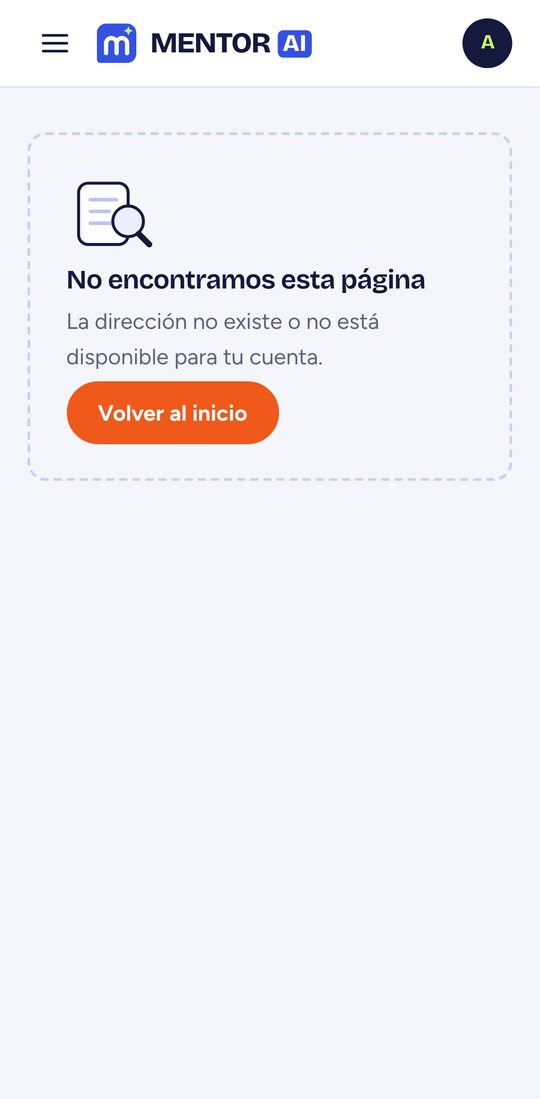 m MENTOR AI
A
No encontramos esta página
La dirección no existe o no está
disponible para tu cuenta.
Volver al inicio